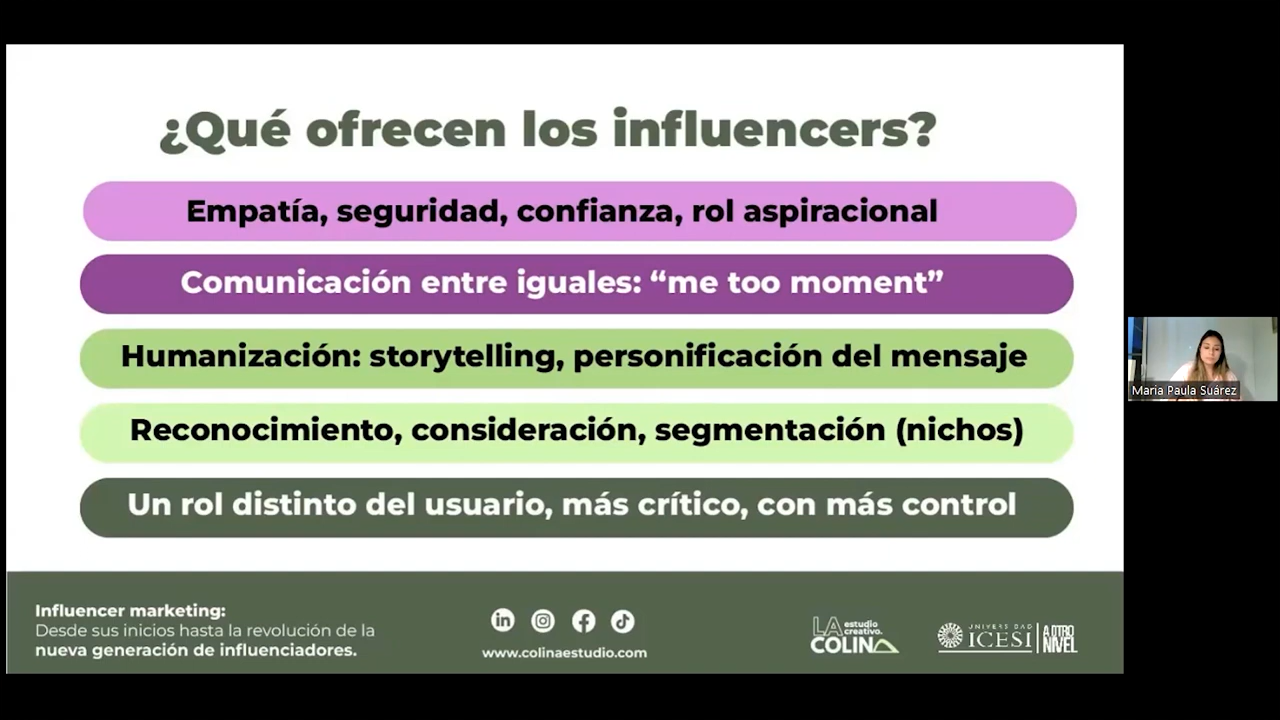 ¿Qué ofrecen los influencers?
Empatía, seguridad, confianza, rol aspiracional
Comunicación entre iguales: “me too moment”
Humanización: storytelling, personificación del mensaje
Reconocimiento, consideración, segmentación (nichos)
Un rol distinto del usuario, más crítico, con más control
Maria Paula Suárez
Influencer marketing:
Desde sus inicios hasta la revolución de la
nueva generación de influenciadores.
www.colinaestudio.com
LA estudio creativo.
COLINA
UNIVERSIDAD
ICESI
A OTRO
NIVEL